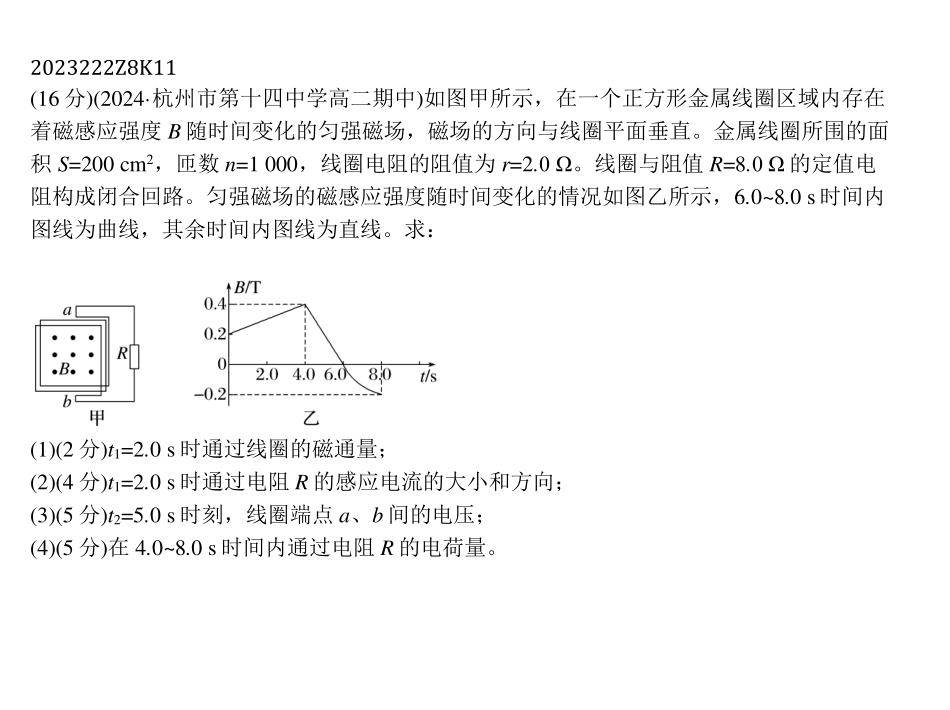 2023222Z8K11
(16 分)(2024·杭州市第十四中学高二期中)如图甲所示，在一个正方形金属线圈区域内存在
着磁感应强度 B 随时间变化的匀强磁场，磁场的方向与线圈平面垂直。金属线圈所围的面
积 S=200 cm²，匝数 n=1 000，线圈电阻的阻值为 r=2.0 Ω。线圈与阻值 R=8.0 Ω 的定值电
阻构成闭合回路。匀强磁场的磁感应强度随时间变化的情况如图乙所示，6.0~8.0 s 时间内
图线为曲线，其余时间内图线为直线。求：
a
R
B
b
甲
B/T
0.4
0.2
0
-0.2
2.0 4.0 6.0 8.0 t/s
乙
(1)(2 分)t₁=2.0 s 时通过线圈的磁通量；
(2)(4 分)t₁=2.0 s 时通过电阻 R 的感应电流的大小和方向；
(3)(5 分)t₂=5.0 s 时刻，线圈端点 a、b 间的电压；
(4)(5 分)在 4.0~8.0 s 时间内通过电阻 R 的电荷量。